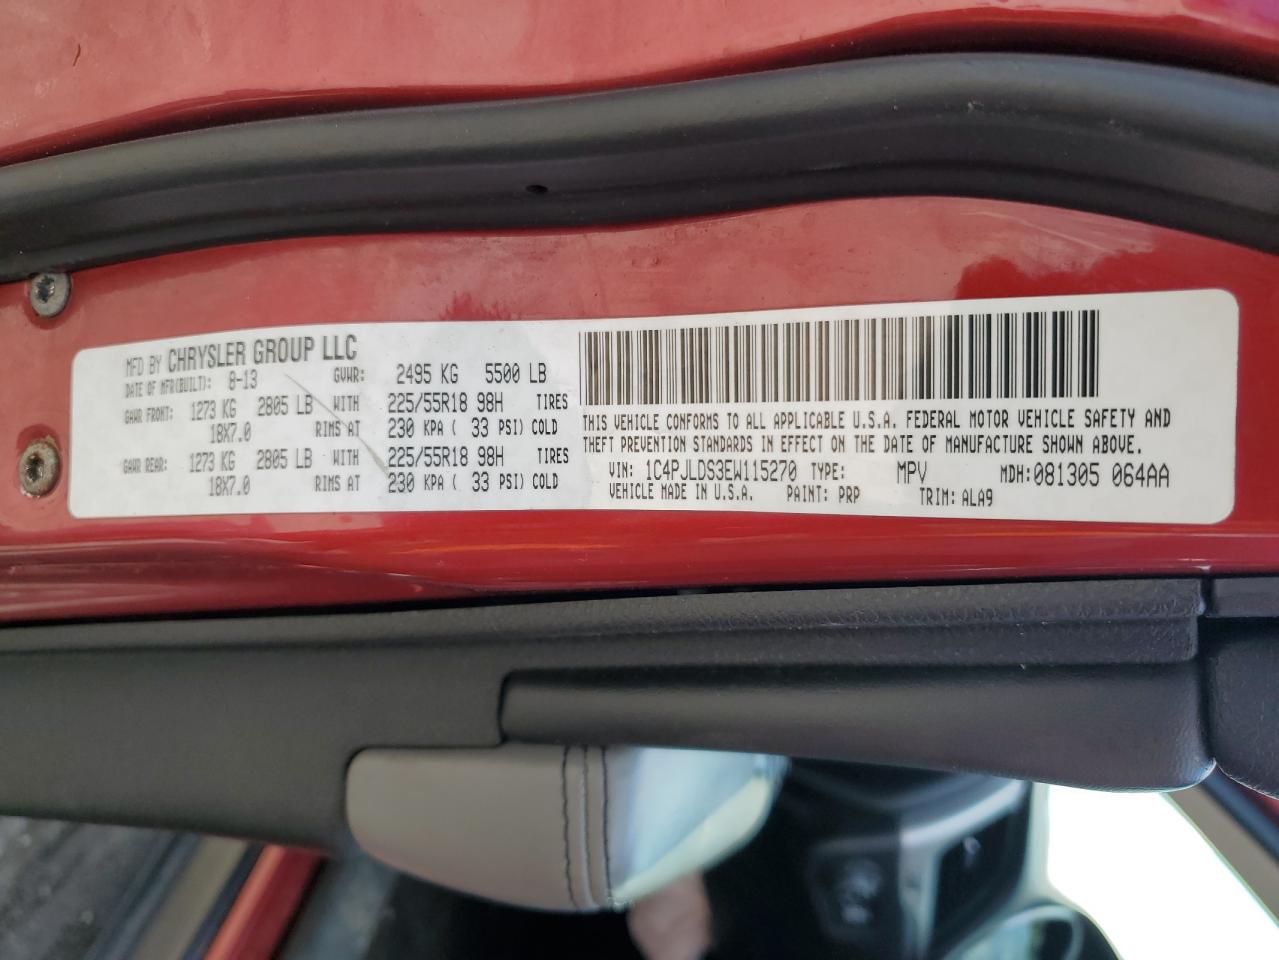 MFD BY CHRYSLER GROUP LLC
DATE OF MFR(BUILT): 8-13 GVWR: 2495 KG 5500 LB
GAWR FRONT: 1273 KG 2805 LB WITH 225/55R18 98H TIRES
18X7.0 RIMS AT 230 KPA ( 33 PSI) COLD
GAWR REAR: 1273 KG 2805 LB WITH 225/55R18 98H TIRES
18X7.0 RIMS AT 230 KPA ( 33 PSI) COLD
THIS VEHICLE CONFORMS TO ALL APPLICABLE U.S.A. FEDERAL MOTOR VEHICLE SAFETY AND
THEFT PREVENTION STANDARDS IN EFFECT ON THE DATE OF MANUFACTURE SHOWN ABOVE.
VIN: 1C4PJLDS3EW115270 TYPE: MPV MDH: 081305 064AA
VEHICLE MADE IN U.S.A. PAINT: PRP TRIM: ALA9